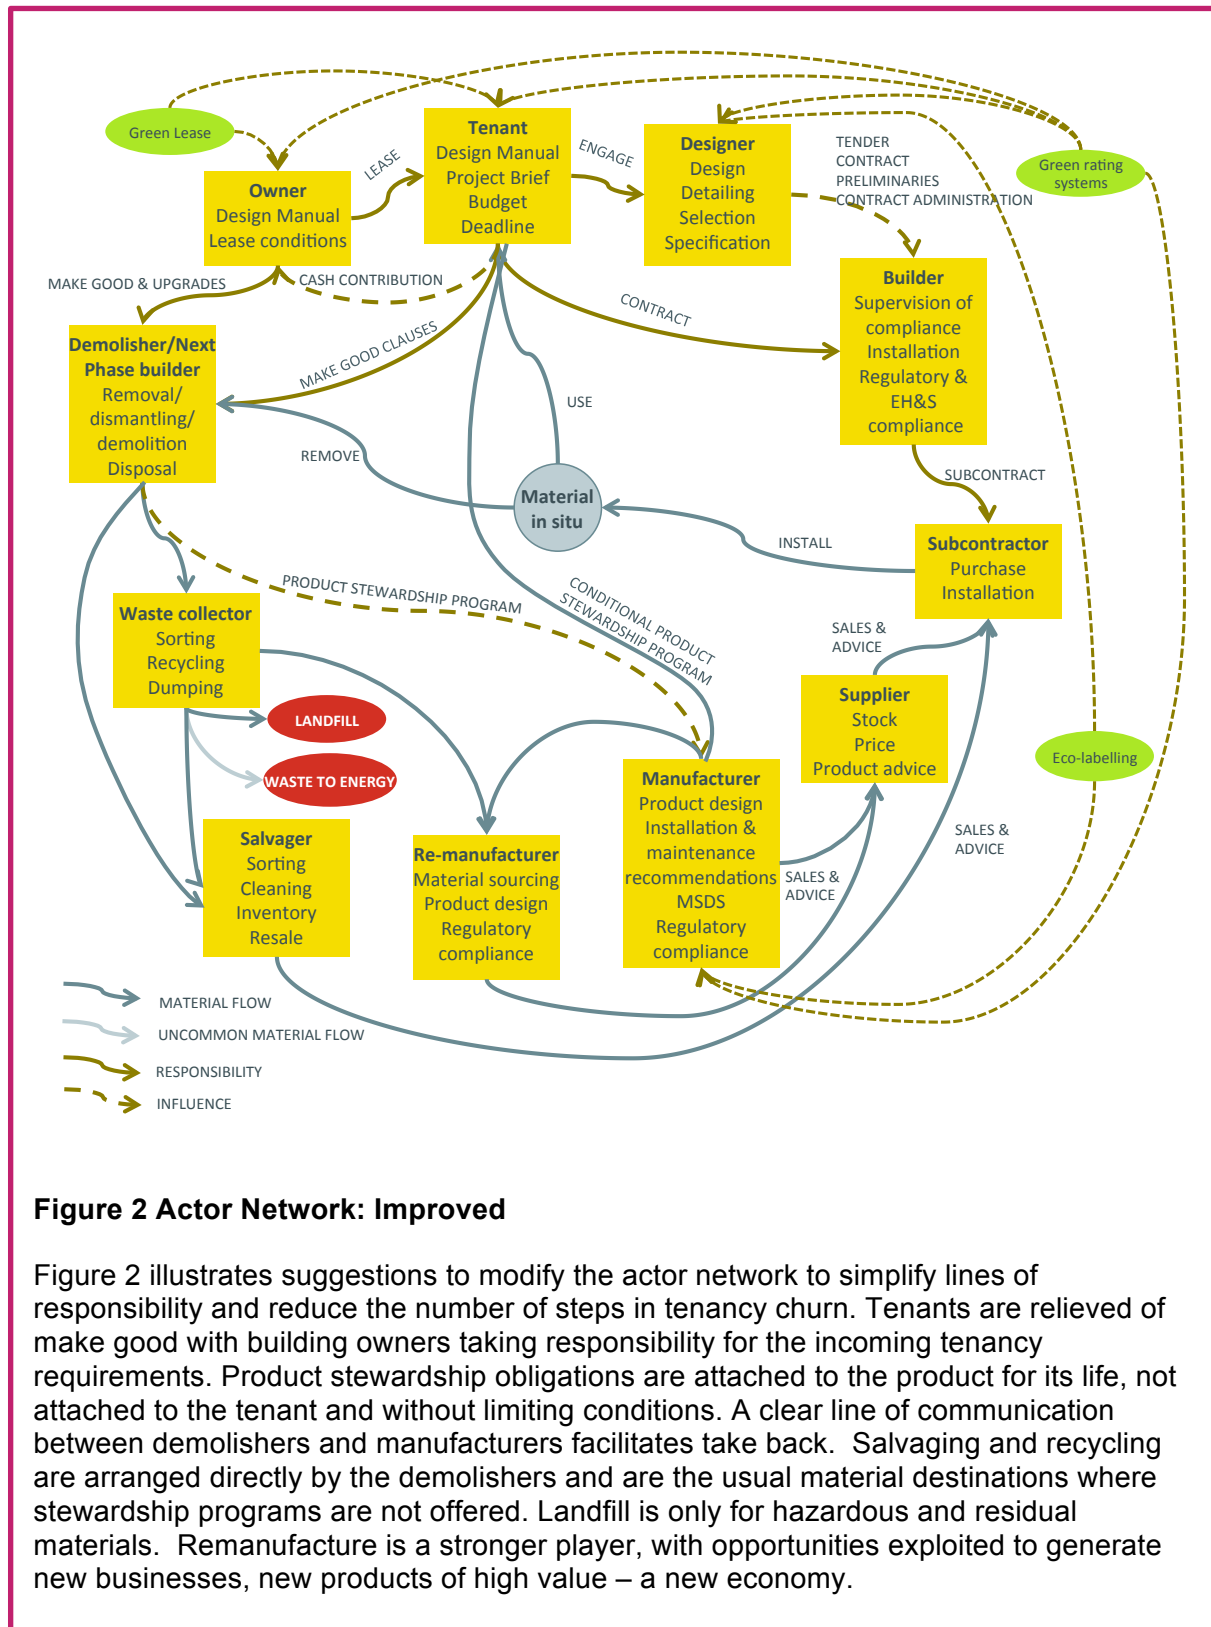 Green Lease
Tenant
Design Manual
Project Brief
Budget
Deadline
LEASE
ENGAGE
Designer
Design
Detailing
Selection
Specification
TENDER
CONTRACT
PRELIMINARIES
CONTRACT ADMINISTRATION
Green rating
systems
Owner
Design Manual
Lease conditions
MAKE GOOD & UPGRADES
CASH CONTRIBUTION
Builder
Supervision of
compliance
Installation
Regulatory &
EH&S
compliance
CONTRACT
MAKE GOOD CLAUSES
Demolisher/Next
Phase builder
Removal/
dismantling/
demolition
Disposal
USE
REMOVE
Material
in situ
SUBCONTRACT
INSTALL
Subcontractor
Purchase
Installation
PRODUCT STEWARDSHIP PROGRAM
CONDITIONAL PRODUCT
STEWARDSHIP PROGRAM
Waste collector
Sorting
Recycling
Dumping
SALES &
ADVICE
Supplier
Stock
Price
Product advice
LANDFILL
WASTE TO ENERGY
Eco-labelling
Manufacturer
Product design
Installation &
maintenance
recommendations
MSDS
Regulatory
compliance
Salvager
Sorting
Cleaning
Inventory
Resale
Re-manufacturer
Material sourcing
Product design
Regulatory
compliance
SALES &
ADVICE
SALES &
ADVICE
MATERIAL FLOW
UNCOMMON MATERIAL FLOW
RESPONSIBILITY
INFLUENCE
Figure 2 Actor Network: Improved
Figure 2 illustrates suggestions to modify the actor network to simplify lines of
responsibility and reduce the number of steps in tenancy churn. Tenants are relieved of
make good with building owners taking responsibility for the incoming tenancy
requirements. Product stewardship obligations are attached to the product for its life, not
attached to the tenant and without limiting conditions. A clear line of communication
between demolishers and manufacturers facilitates take back.  Salvaging and recycling
are arranged directly by the demolishers and are the usual material destinations where
stewardship programs are not offered. Landfill is only for hazardous and residual
materials.  Remanufacture is a stronger player, with opportunities exploited to generate
new businesses, new products of high value – a new economy.